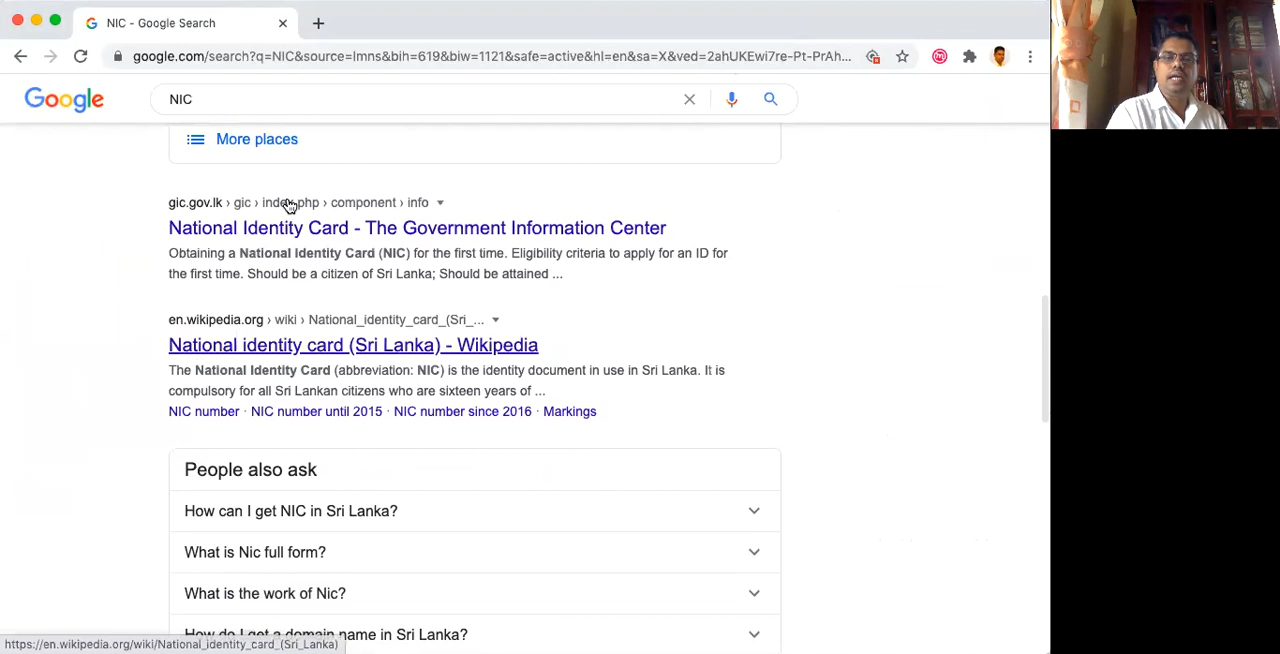 NIC - Google Search
google.com/search?q=NIC&source=lmns&bih=619&biw=1121&safe=active&hl=en&sa=X&ved=2ahUKEwi7re-Pt-PrAh...
Google
NIC
More places
gic.gov.lk › gic › index.php › component › info
National Identity Card - The Government Information Center
Obtaining a National Identity Card (NIC) for the first time. Eligibility criteria to apply for an ID for
the first time. Should be a citizen of Sri Lanka; Should be attained ...
en.wikipedia.org › wiki › National_identity_card_(Sri_...
National identity card (Sri Lanka) - Wikipedia
The National Identity Card (abbreviation: NIC) is the identity document in use in Sri Lanka. It is
compulsory for all Sri Lankan citizens who are sixteen years of ...
NIC number · NIC number until 2015 · NIC number since 2016 · Markings
People also ask
How can I get NIC in Sri Lanka?
What is Nic full form?
What is the work of Nic?
How do I get a domain name in Sri Lanka?
https://en.wikipedia.org/wiki/National_identity_card_(Sri_Lanka)